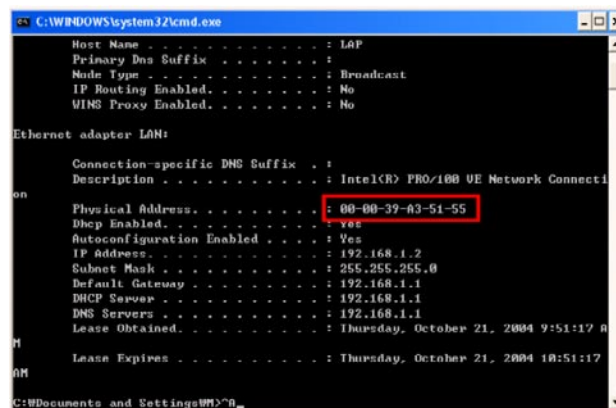 C:\WINDOWS\system32\cmd.exe
Host Name . . . . . . . . . . . . : LAP
Primary Dns Suffix . . . . . . . :
Node Type . . . . . . . . . . . . : Broadcast
IP Routing Enabled. . . . . . . . : No
WINS Proxy Enabled. . . . . . . . : No
Ethernet adapter LAN:
Connection-specific DNS Suffix . :
Description . . . . . . . . . . . : Intel(R) PRO/100 VE Network Connecti
on
Physical Address. . . . . . . . . : 00-00-39-A3-51-55
Dhcp Enabled. . . . . . . . . . . : Yes
Autoconfiguration Enabled . . . . : Yes
IP Address. . . . . . . . . . . . : 192.168.1.2
Subnet Mask . . . . . . . . . . . : 255.255.255.0
Default Gateway . . . . . . . . . : 192.168.1.1
DHCP Server . . . . . . . . . . . : 192.168.1.1
DNS Servers . . . . . . . . . . . : 192.168.1.1
Lease Obtained. . . . . . . . . . : Thursday, October 21, 2004 9:51:17 A
M
Lease Expires . . . . . . . . . . : Thursday, October 21, 2004 10:51:17
AM
C:₩Documents and Settings₩M>^A_